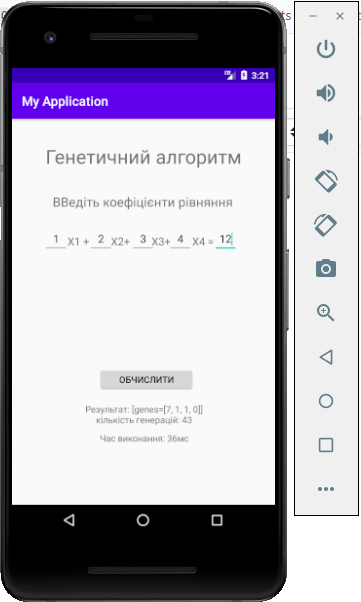 3:21
My Application
Генетичний алгоритм
ВВедіть коефіцієнти рівняння
1 X1 + 2 X2+ 3 X3+ 4 X4 = 12
ОБЧИСЛИТИ
Результат: [genes=[7, 1, 1, 0]]
кількість генерацій: 43
Час виконання: 36мс